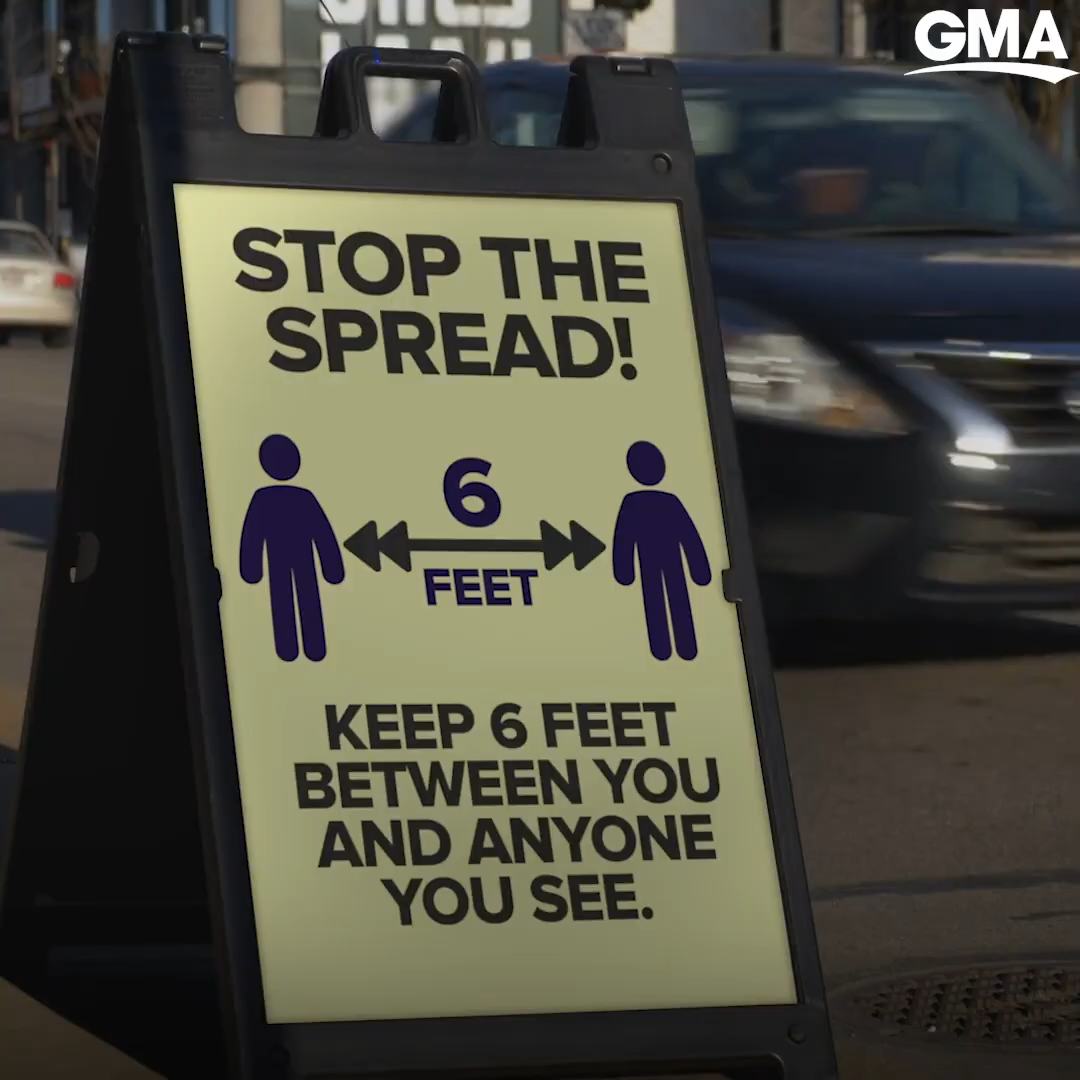 GMA
STOP THE
SPREAD!
6
FEET
KEEP 6 FEET
BETWEEN YOU
AND ANYONE
YOU SEE.